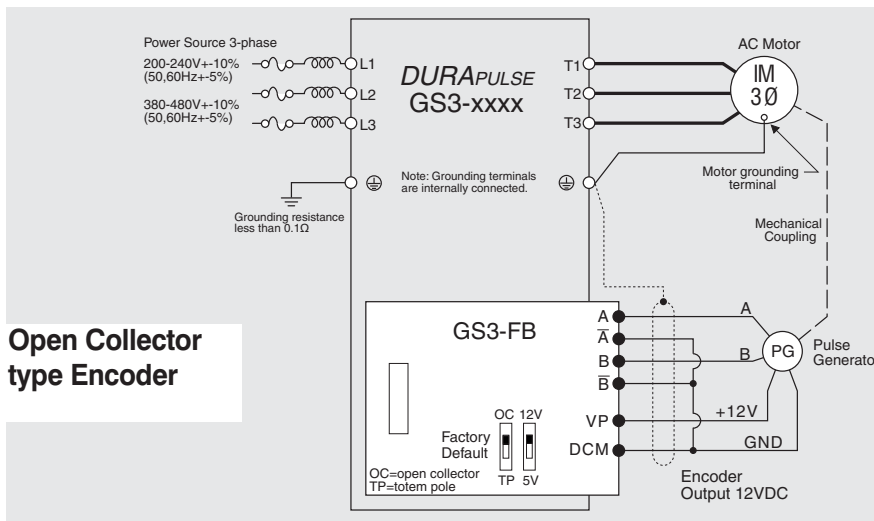 Power Source 3-phase
200-240V+-10%
(50,60Hz+-5%)
380-480V+-10%
(50,60Hz+-5%)
L1
L2
L3
DURAPULSE
GS3-xxxx
T1
T2
T3
AC Motor
IM
3Ø
Note: Grounding terminals
are internally connected.
Motor grounding
terminal
Grounding resistance
less than 0.1Ω
Mechanical
Coupling
Open Collector
type Encoder
GS3-FB
A
A̅
B
B̅
VP
DCM
A
B
+12V
GND
PG
Pulse
Generato
OC 12V
Factory
Default
TP 5V
OC=open collector
TP=totem pole
Encoder
Output 12VDC